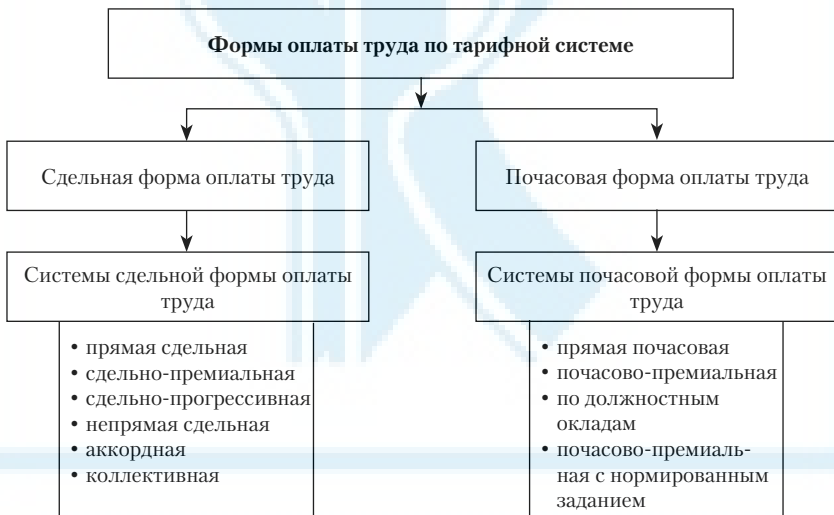 Формы оплаты труда по тарифной системе
Сдельная форма оплаты труда
Почасовая форма оплаты труда
Системы сдельной формы оплаты
труда
Системы почасовой формы оплаты
труда
• прямая сдельная
• сдельно-премиальная
• сдельно-прогрессивная
• непрямая сдельная
• аккордная
• коллективная
• прямая почасовая
• почасово-премиальная
• по должностным
окладам
• почасово-премиаль-
ная с нормированным
заданием